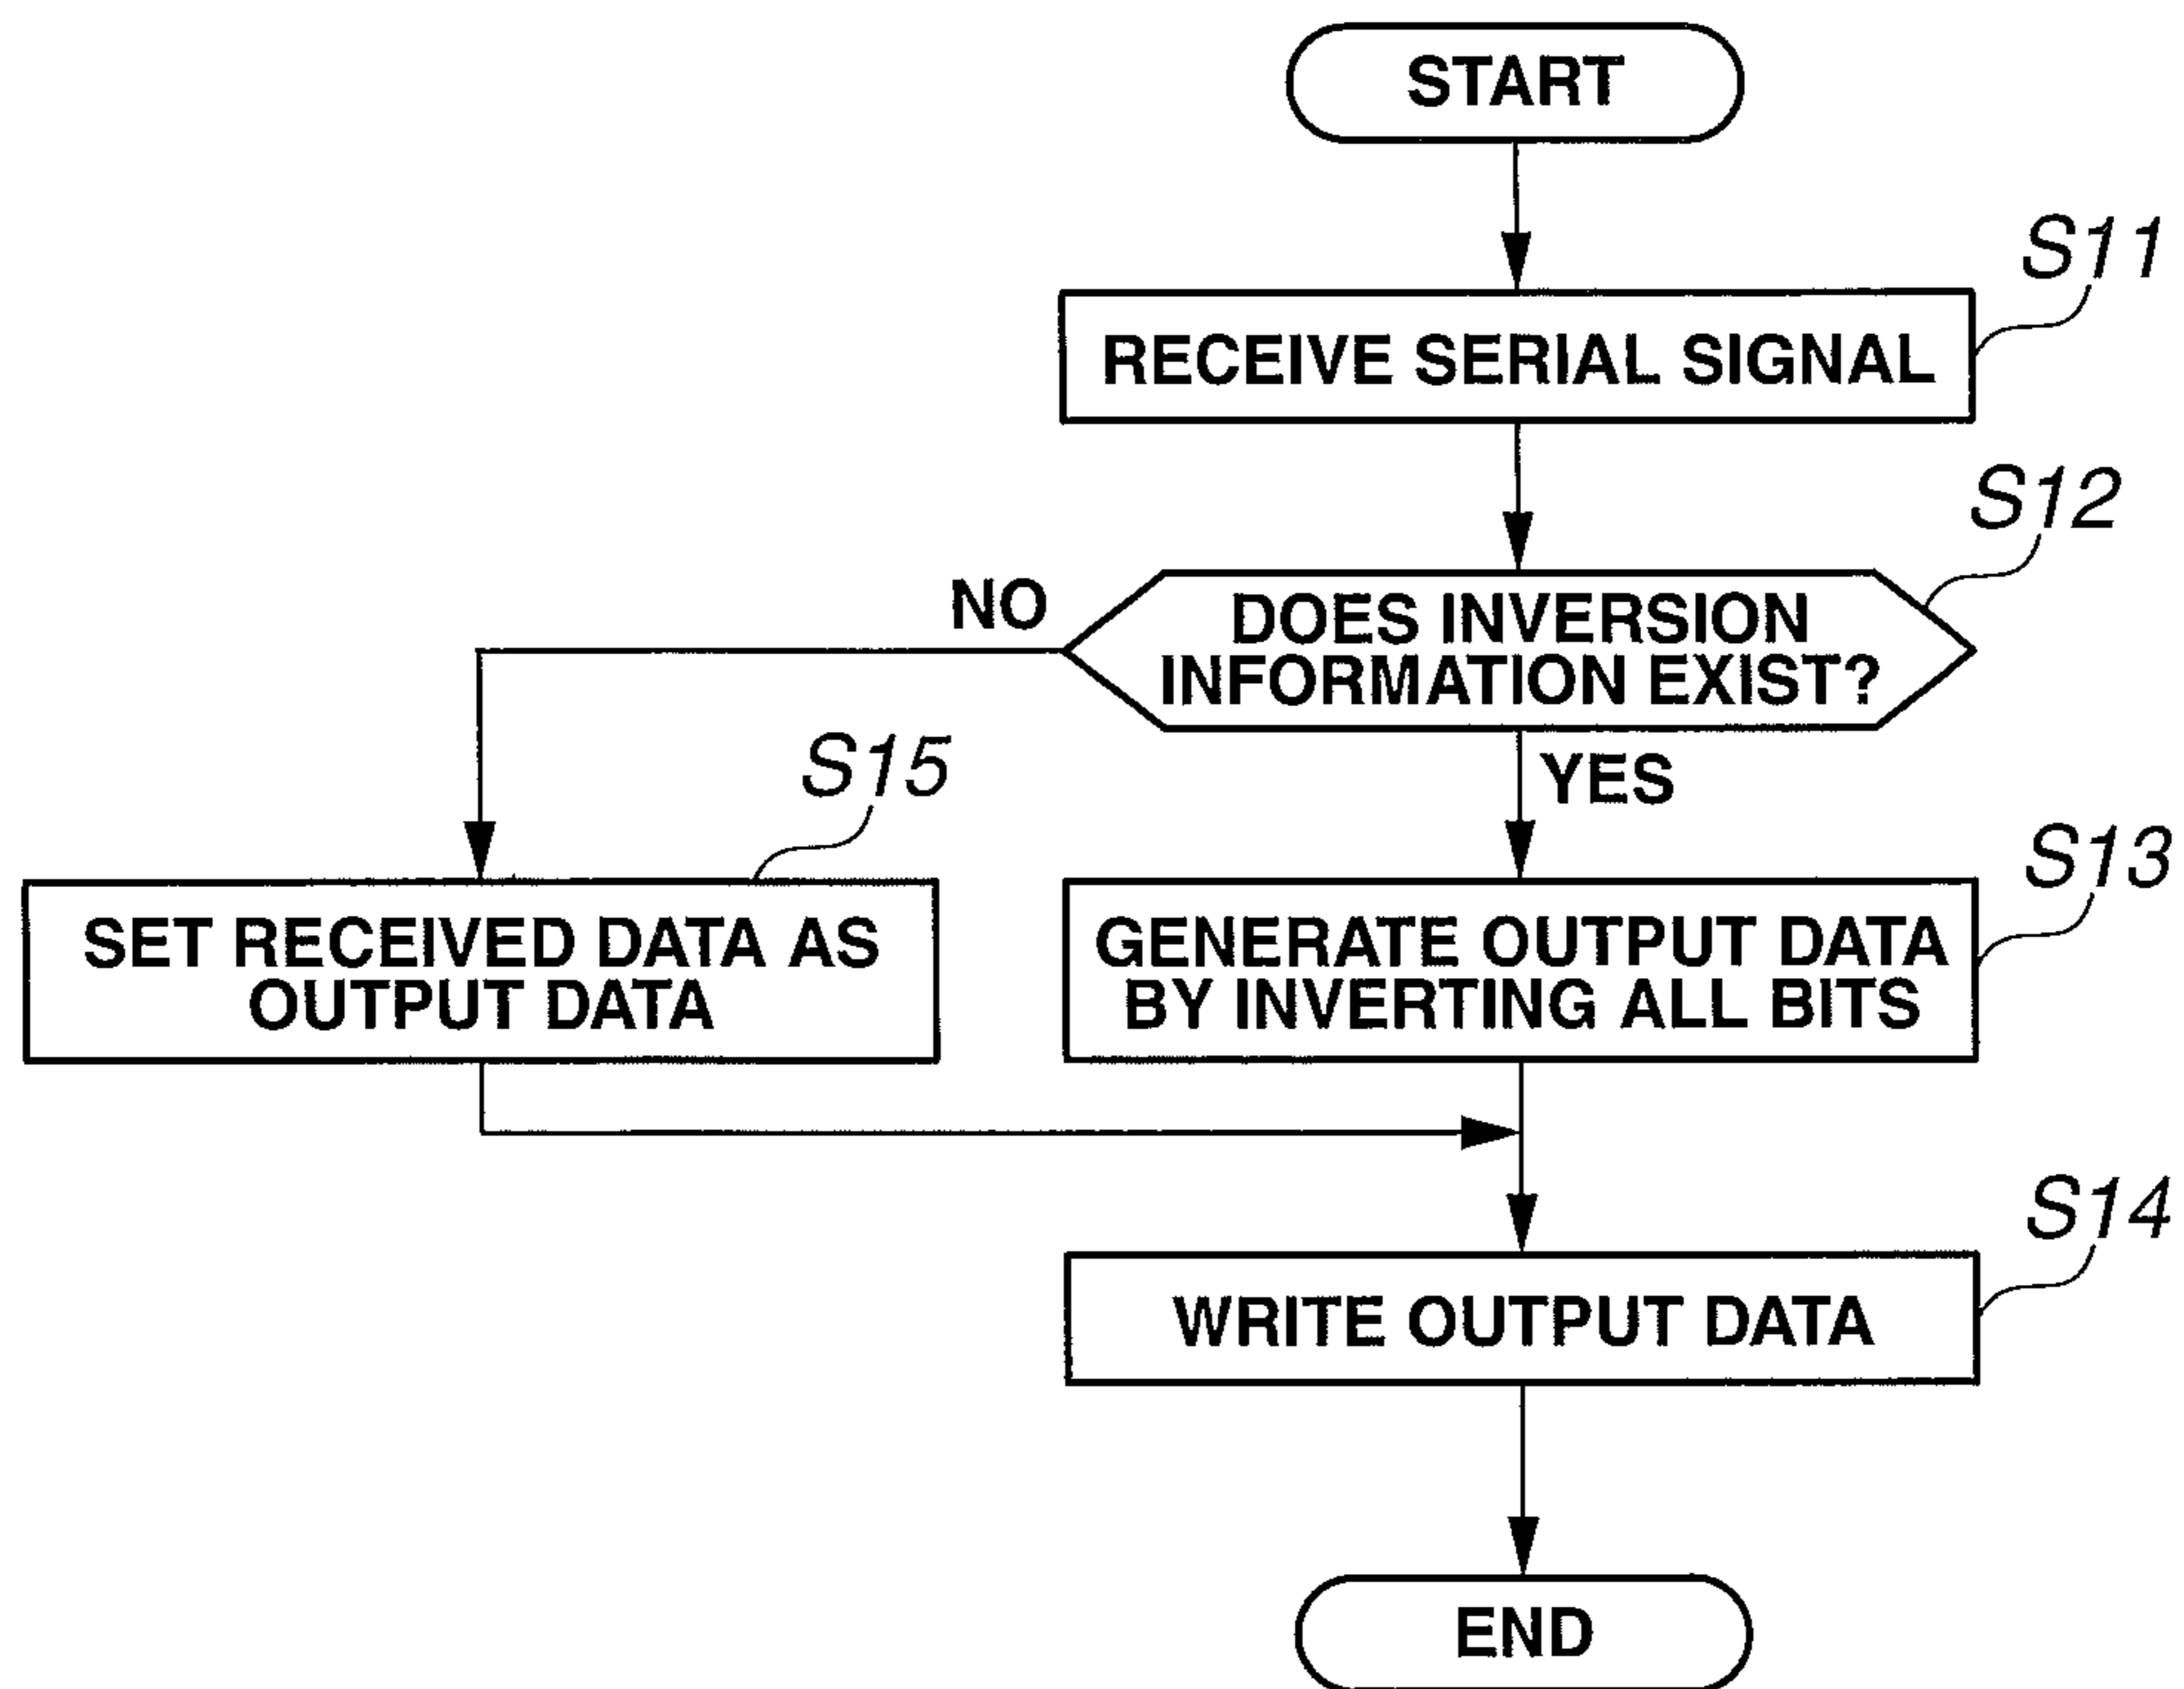 START
S11
RECEIVE SERIAL SIGNAL
S12
NO
DOES INVERSION
INFORMATION EXIST?
YES
S15
S13
SET RECEIVED DATA AS
OUTPUT DATA
GENERATE OUTPUT DATA
BY INVERTING ALL BITS
S14
WRITE OUTPUT DATA
END